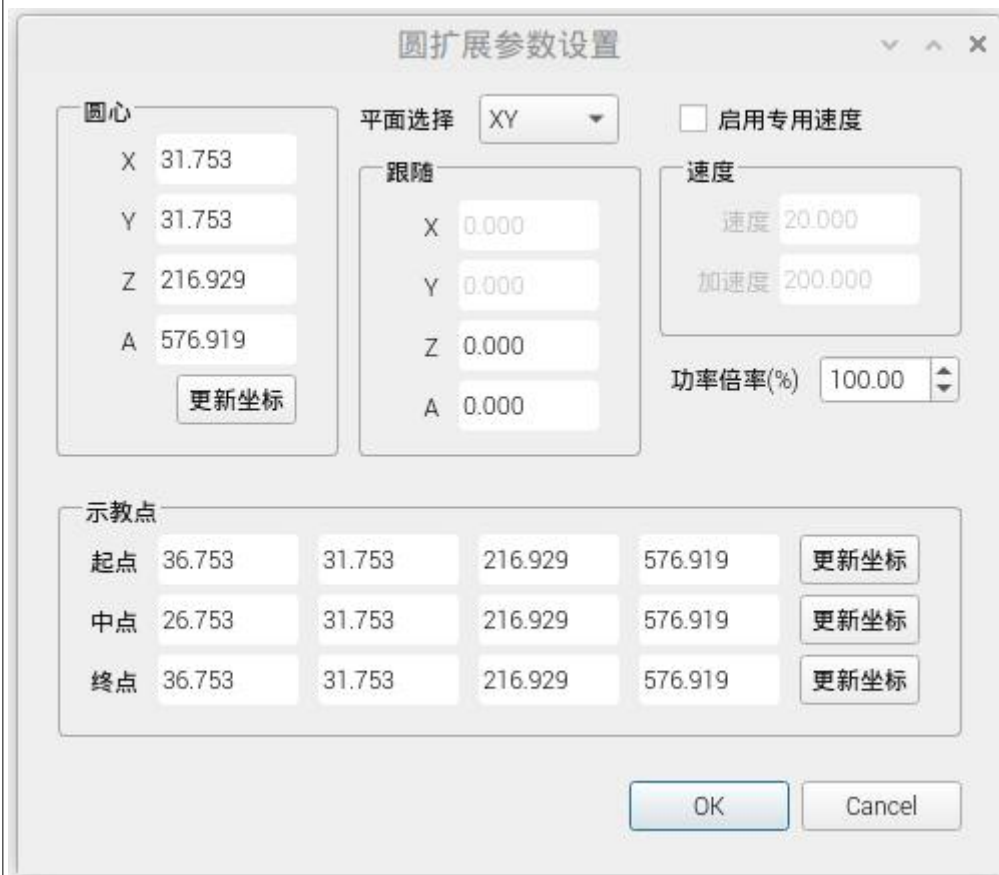 圆扩展参数设置
圆心
X 31.753
Y 31.753
Z 216.929
A 576.919
更新坐标
平面选择 XY
跟随
X 0.000
Y 0.000
Z 0.000
A 0.000
启用专用速度
速度
速度 20.000
加速度 200.000
功率倍率(%) 100.00
示教点
起点 36.753 31.753 216.929 576.919 更新坐标
中点 26.753 31.753 216.929 576.919 更新坐标
终点 36.753 31.753 216.929 576.919 更新坐标
OK Cancel